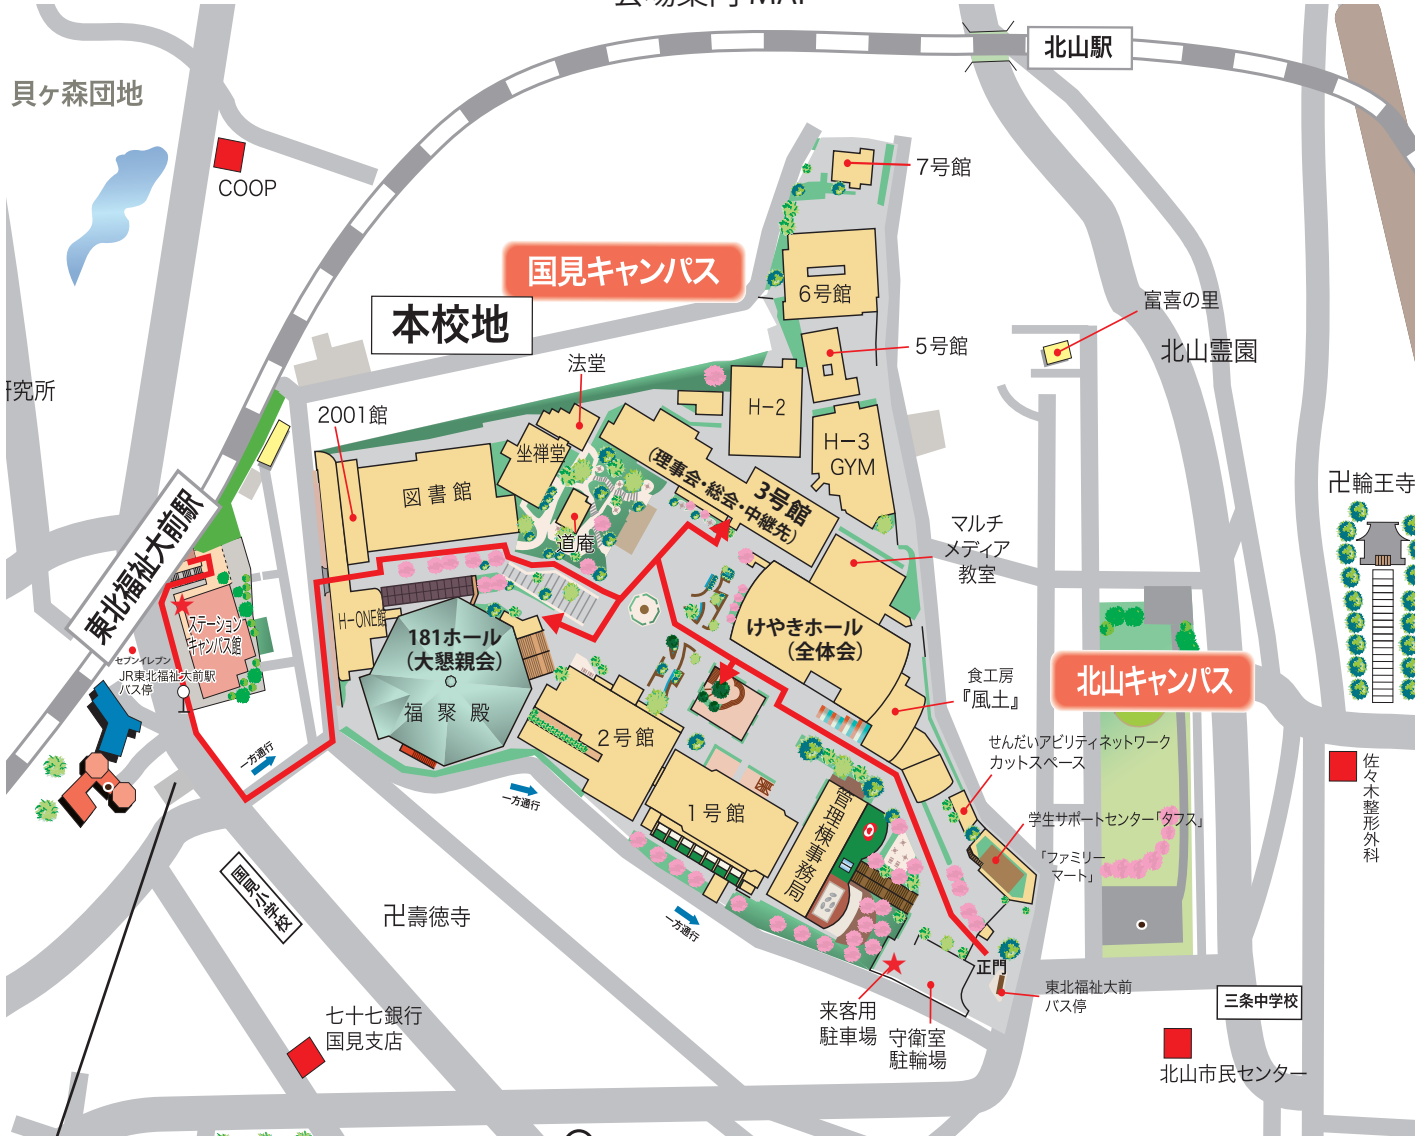 会場案内 MAP
北山駅
貝ヶ森団地
COOP
7号館
国見キャンパス
6号館
富喜の里
本校地
5号館
北山霊園
法堂
研究所
2001館
H-2
坐禅堂
H-3
GYM
図書館
3号館
(理事会・総会・中継先)
卍輪王寺
マルチ
メディア
教室
道庵
東北福祉大前駅
H-ONE館
ステーション
キャンパス館
181ホール
(大懇親会)
けやきホール
(全体会)
セブンイレブン
JR東北福祉大前駅
バス停
食工房
『風土』
北山キャンパス
福聚殿
2号館
せんだいアビリティネットワーク
カットスペース
一方通行
佐々木整形外科
一方通行
1号館
管理棟事務局
学生サポートセンター「タフス」
「ファミリー
マート」
国見小学校
卍壽徳寺
一方通行
正門
東北福祉大前
バス停
三条中学校
七十七銀行
国見支店
来客用
駐車場
守衛室
駐輪場
北山市民センター